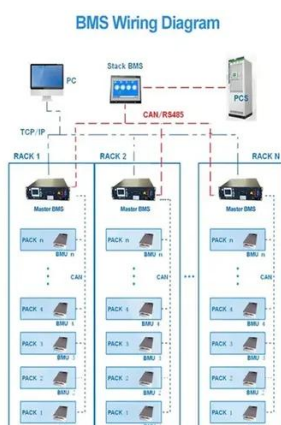 BMS Wiring Diagram
Stack BMS
PC
PCS
CAN/RS485
TCP/IP
RACK 1
RACK 2
RACK N
Master BMS
Master BMS
Master BMS
PACK n
PACK n
PACK n
BMU n
BMU n
BMU n
CAN
CAN
CAN
PACK 4
PACK 4
PACK 4
BMU 4
BMU 4
BMU 4
PACK 3
PACK 3
PACK 3
BMU 3
BMU 3
BMU 3
PACK 2
PACK 2
PACK 2
BMU 2
BMU 2
BMU 2
PACK 1
PACK 1
PACK 1